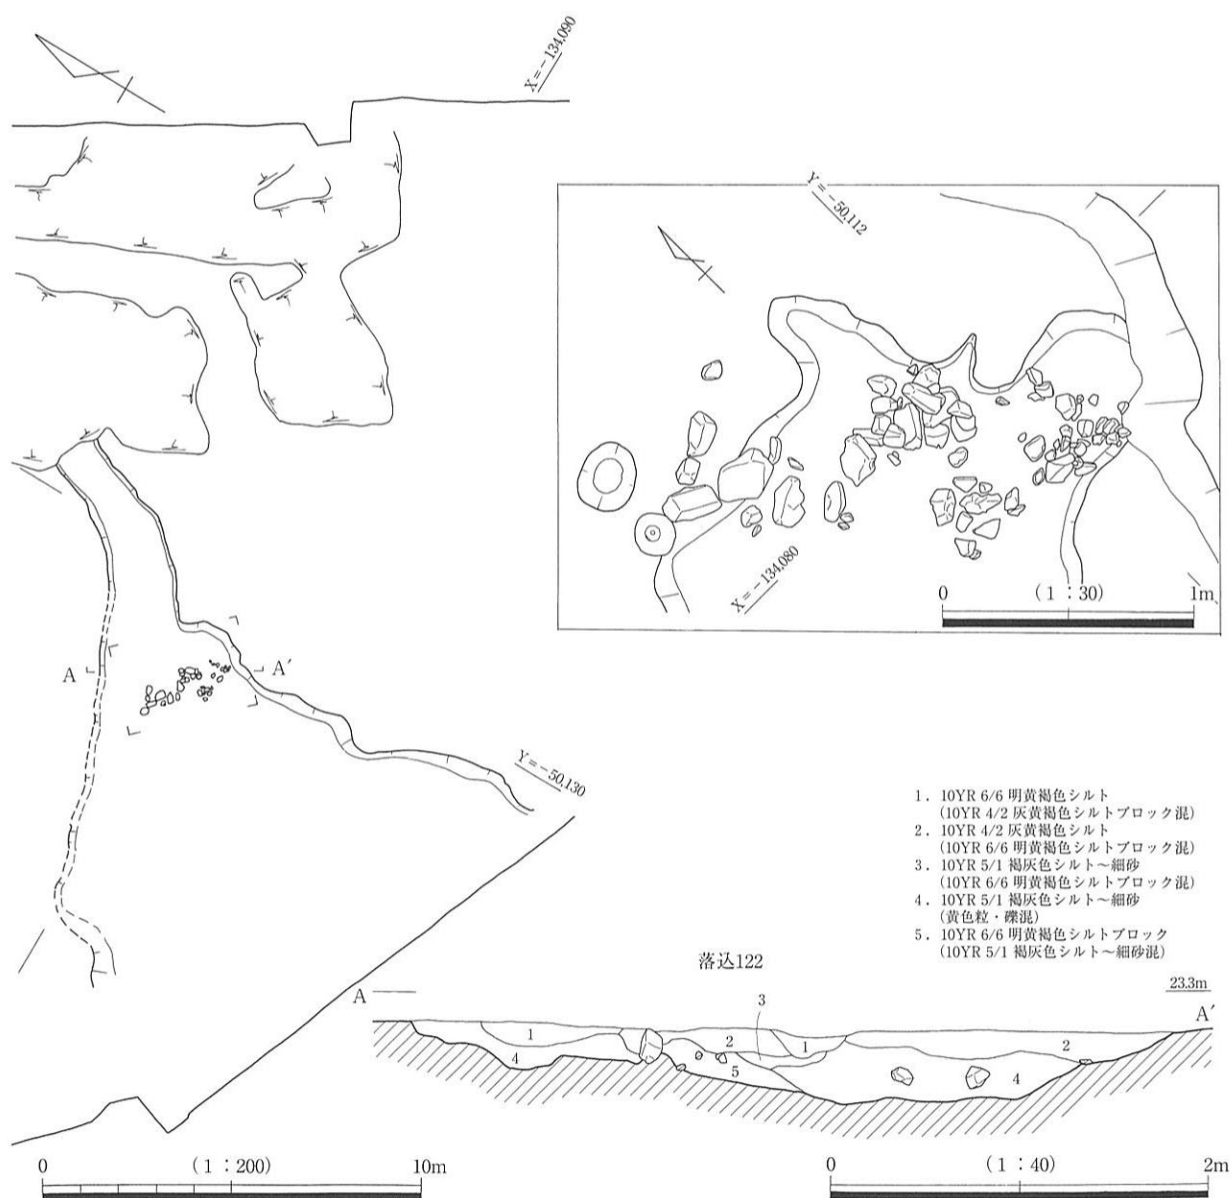 X=-134,090
Y=-50,112
X=-134,080
0 (1：30) 1m
A A′
Y=-50,130
1. 10YR 6/6 明黄褐色シルト
(10YR 4/2 灰黄褐色シルトブロック混)
2. 10YR 4/2 灰黄褐色シルト
(10YR 6/6 明黄褐色シルトブロック混)
3. 10YR 5/1 褐灰色シルト〜細砂
(10YR 6/6 明黄褐色シルトブロック混)
4. 10YR 5/1 褐灰色シルト〜細砂
(黄色粒・礫混)
5. 10YR 6/6 明黄褐色シルトブロック
(10YR 5/1 褐灰色シルト〜細砂混)
落込122
A 23.3m
A′
3
1 2 1 2
4 5 4
0 (1：200) 10m
0 (1：40) 2m